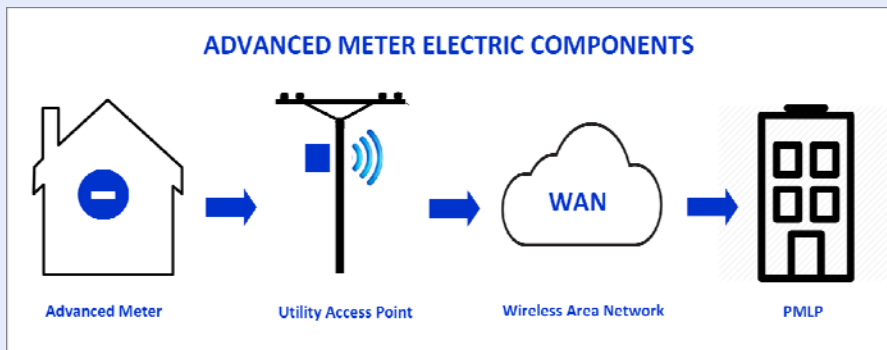 ADVANCED METER ELECTRIC COMPONENTS
WAN
Advanced Meter
Utility Access Point
Wireless Area Network
PMLP